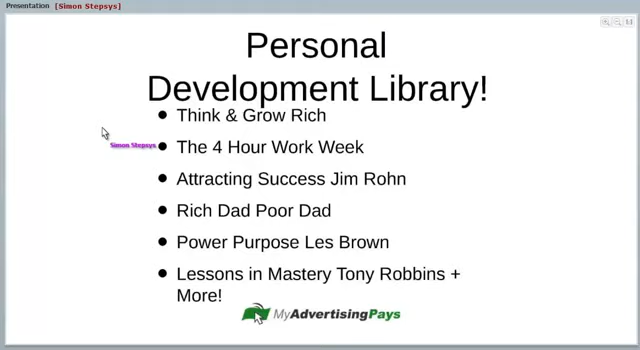 Presentation [Simon Stepsys]
Personal
Development Library!
Think & Grow Rich
Simon Stepsys
The 4 Hour Work Week
Attracting Success Jim Rohn
Rich Dad Poor Dad
Power Purpose Les Brown
Lessons in Mastery Tony Robbins +
More!
MyAdvertisingPays